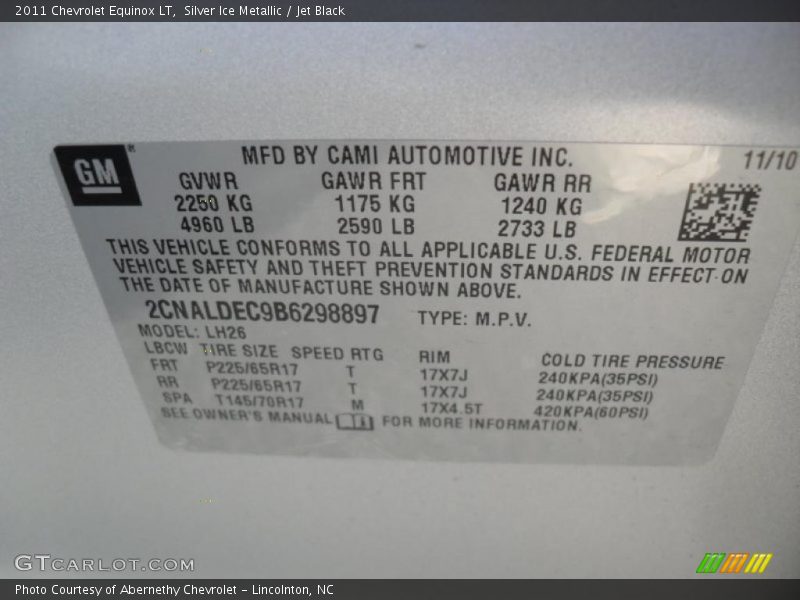 2011 Chevrolet Equinox LT, Silver Ice Metallic / Jet Black
GM
MFD BY CAMI AUTOMOTIVE INC. 11/10
GVWR GAWR FRT GAWR RR
2250 KG 1175 KG 1240 KG
4960 LB 2590 LB 2733 LB
THIS VEHICLE CONFORMS TO ALL APPLICABLE U.S. FEDERAL MOTOR
VEHICLE SAFETY AND THEFT PREVENTION STANDARDS IN EFFECT ON
THE DATE OF MANUFACTURE SHOWN ABOVE.
2CNALDEC9B6298897 TYPE: M.P.V.
MODEL: LH26
LBCW TIRE SIZE SPEED RTG RIM COLD TIRE PRESSURE
FRT P225/65R17 T 17X7J 240KPA(35PSI)
RR P225/65R17 T 17X7J 240KPA(35PSI)
SPA T145/70R17 M 17X4.5T 420KPA(60PSI)
SEE OWNER'S MANUAL FOR MORE INFORMATION.
GTCARLOT.COM
Photo Courtesy of Abernethy Chevrolet - Lincolnton, NC